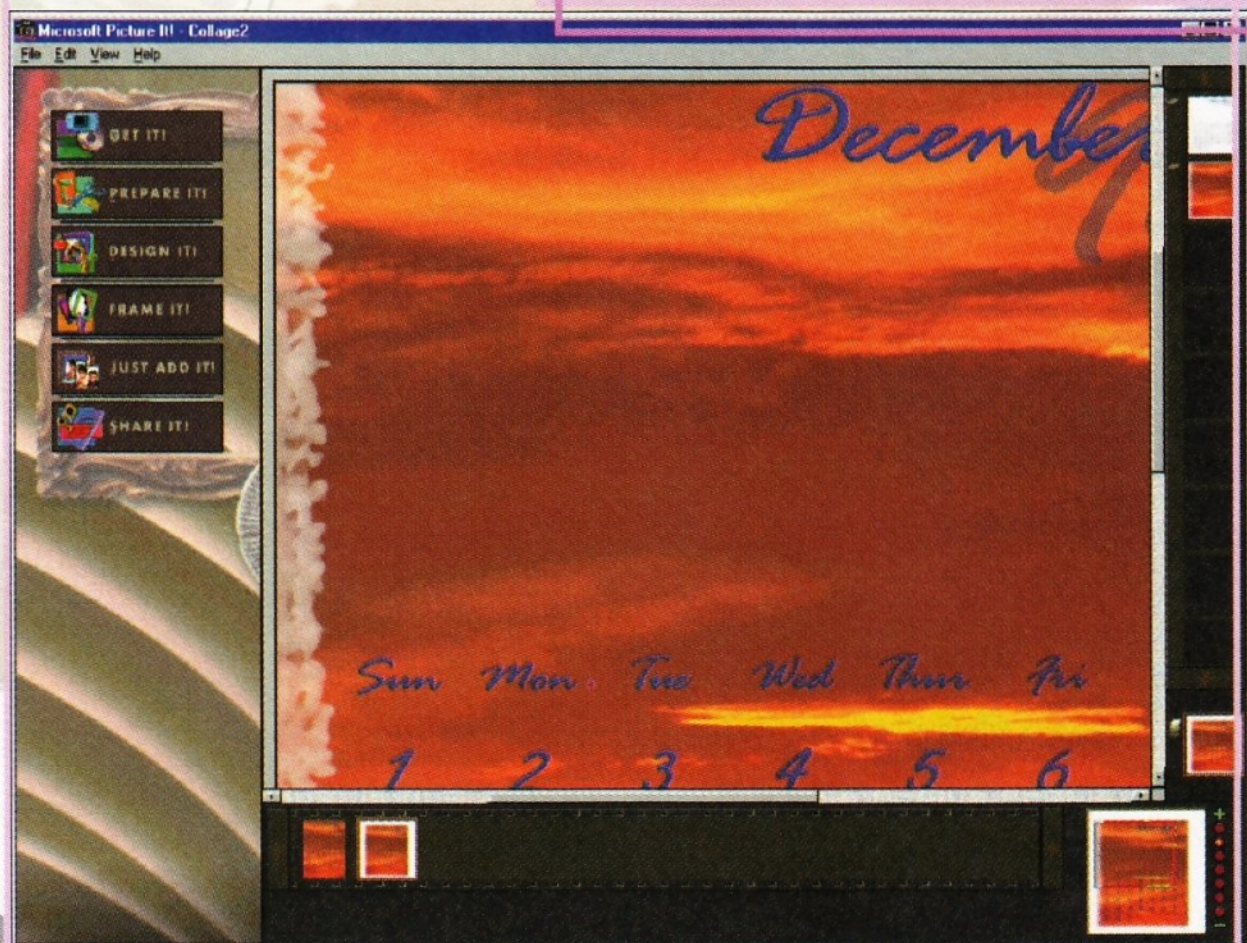 Microsoft Picture It! - Collage2
File Edit View Help
GET IT!
PREPARE IT!
DESIGN IT!
FRAME IT!
JUST ADD IT!
SHARE IT!
December
Sun Mon Tue Wed Thur Fri
1 2 3 4 5 6